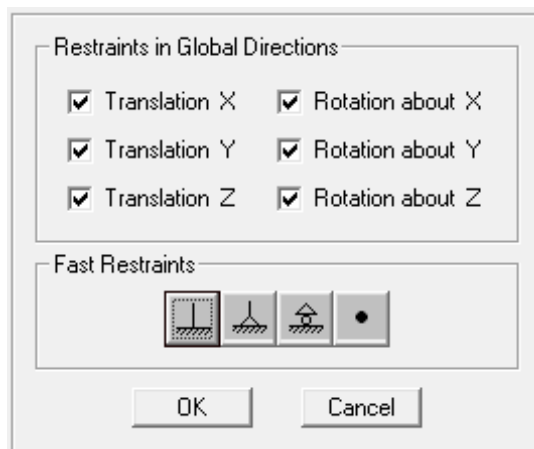 Restraints in Global Directions
Translation X Rotation about X
Translation Y Rotation about Y
Translation Z Rotation about Z
Fast Restraints
OK Cancel